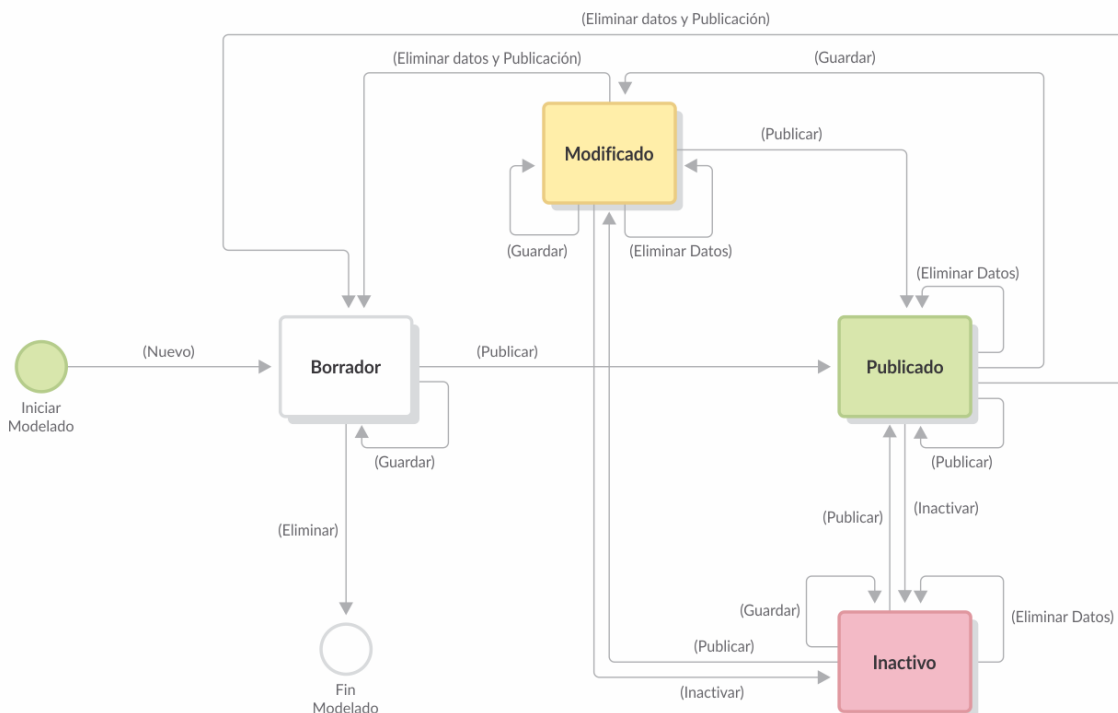 (Eliminar datos y Publicación)
(Eliminar datos y Publicación)
(Guardar)
Modificado
(Publicar)
(Guardar)
(Eliminar Datos)
(Eliminar Datos)
(Nuevo)
Borrador
(Publicar)
Publicado
Iniciar
Modelado
(Guardar)
(Publicar)
(Eliminar)
(Publicar)
(Inactivar)
(Guardar)
(Eliminar Datos)
(Publicar)
Inactivo
(Inactivar)
Fin
Modelado